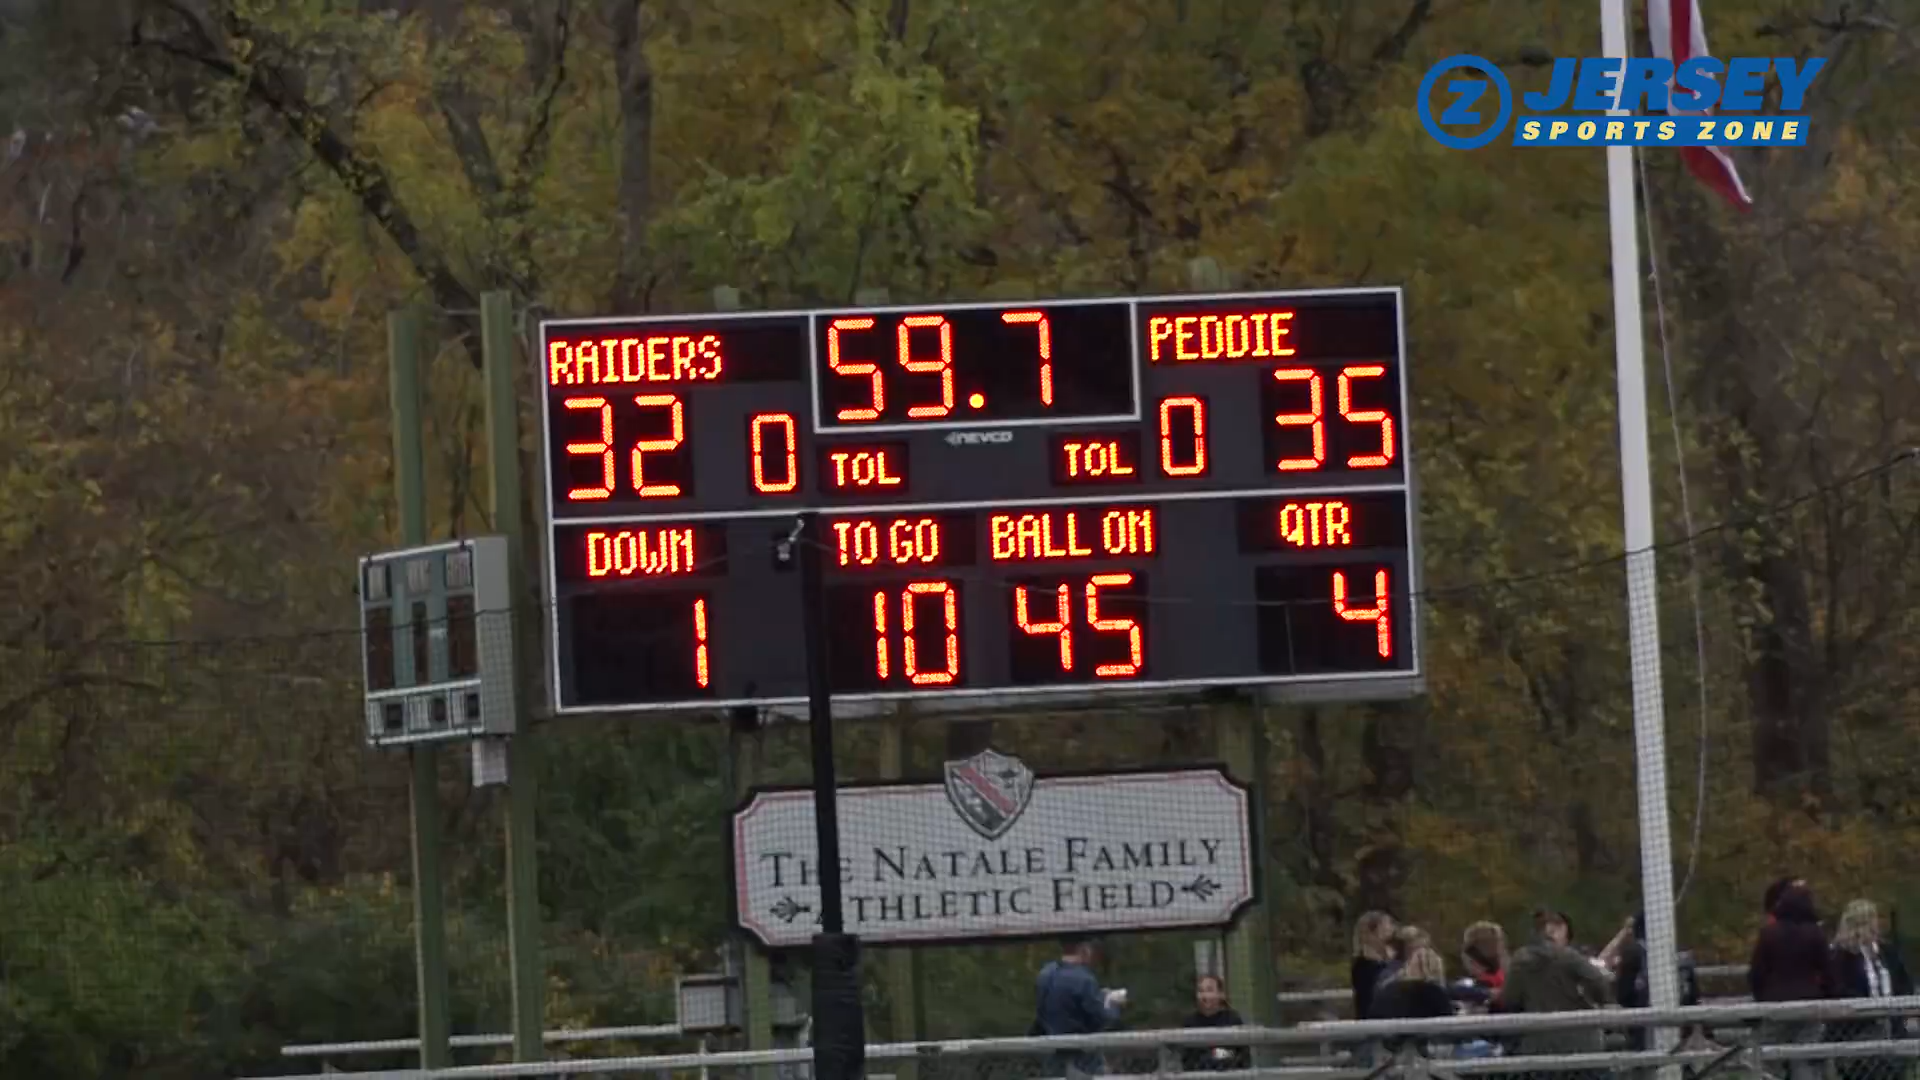 Z JERSEY
SPORTS ZONE
RAIDERS 59.7 PEDDIE
32 0 TOL TOL 0 35
NEVCO
DOWN TO GO BALL ON QTR
1 10 45 4
THE NATALE FAMILY
ATHLETIC FIELD